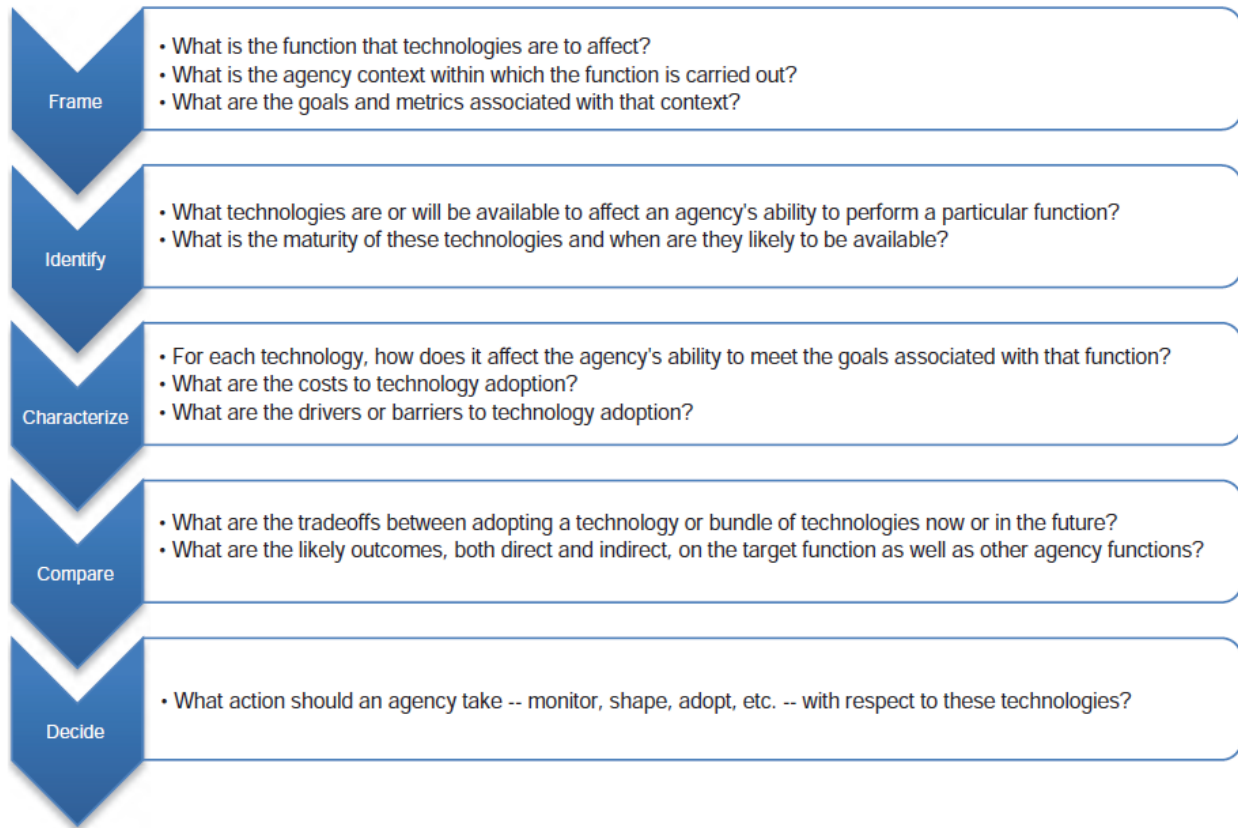 Frame
• What is the function that technologies are to affect?
• What is the agency context within which the function is carried out?
• What are the goals and metrics associated with that context?
Identify
• What technologies are or will be available to affect an agency's ability to perform a particular function?
• What is the maturity of these technologies and when are they likely to be available?
Characterize
• For each technology, how does it affect the agency's ability to meet the goals associated with that function?
• What are the costs to technology adoption?
• What are the drivers or barriers to technology adoption?
Compare
• What are the tradeoffs between adopting a technology or bundle of technologies now or in the future?
• What are the likely outcomes, both direct and indirect, on the target function as well as other agency functions?
Decide
• What action should an agency take -- monitor, shape, adopt, etc. -- with respect to these technologies?